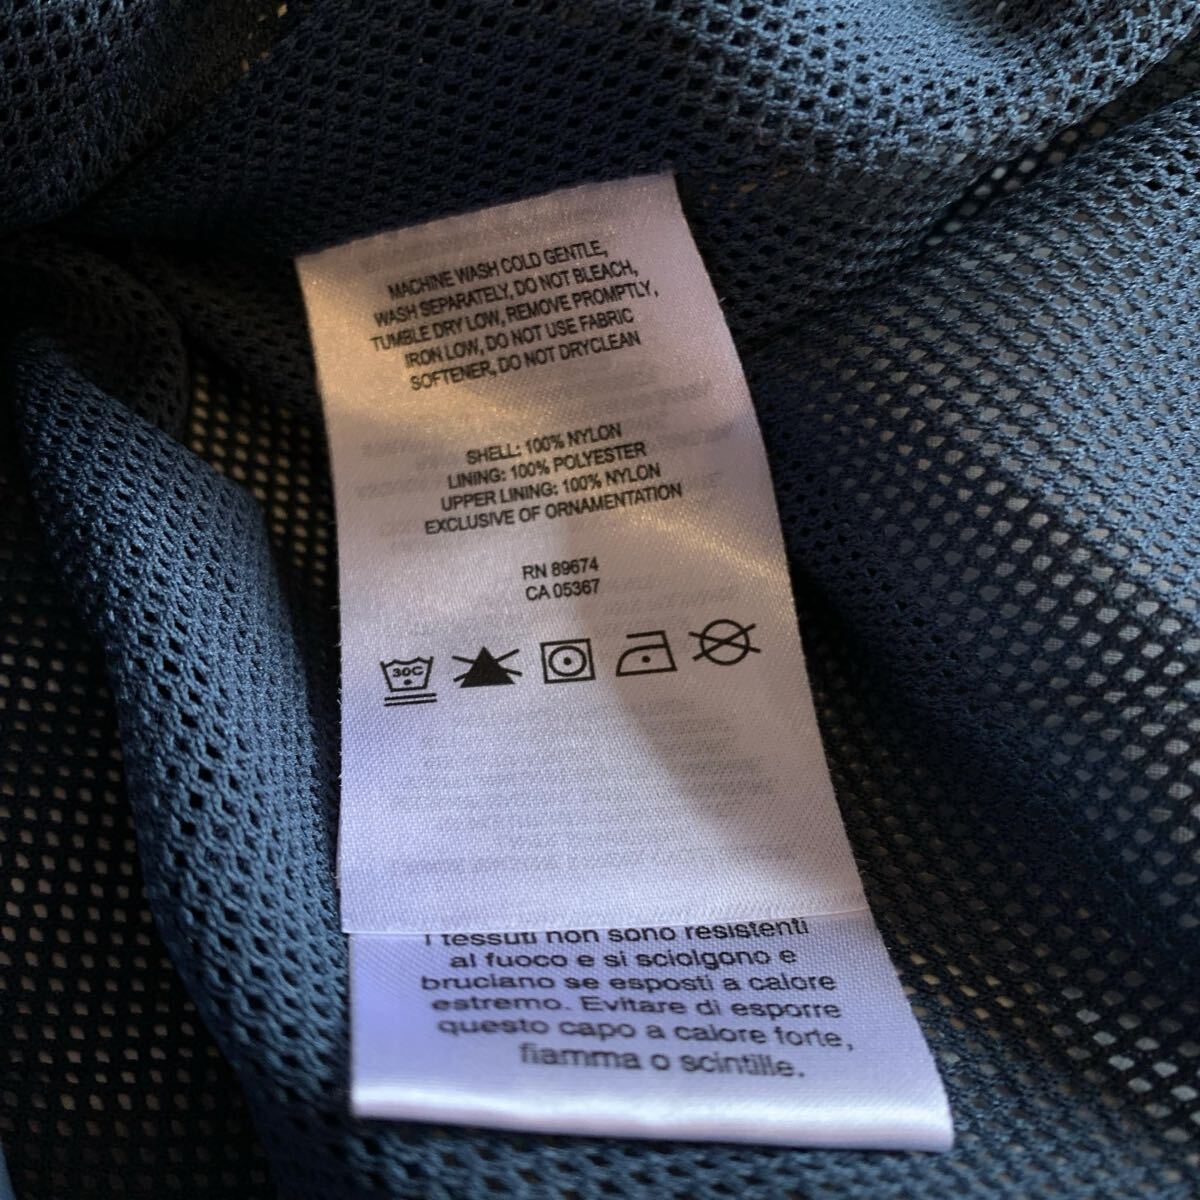 MACHINE WASH COLD GENTLE,
WASH SEPARATELY, DO NOT BLEACH,
TUMBLE DRY LOW, REMOVE PROMPTLY,
IRON LOW, DO NOT USE FABRIC
SOFTENER, DO NOT DRYCLEAN
SHELL: 100% NYLON
LINING: 100% POLYESTER
UPPER LINING: 100% NYLON
EXCLUSIVE OF ORNAMENTATION
RN 89674
CA 05367
30C
I tessuti non sono resistenti
al fuoco e si sciolgono e
bruciano se esposti a calore
estremo. Evitare di esporre
questo capo a calore forte,
fiamma o scintille.